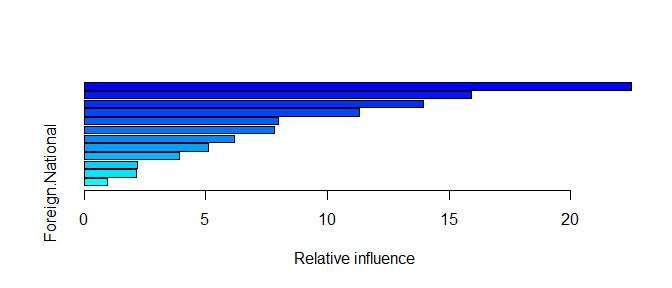 Foreign.National
0 5 10 15 20
Relative influence